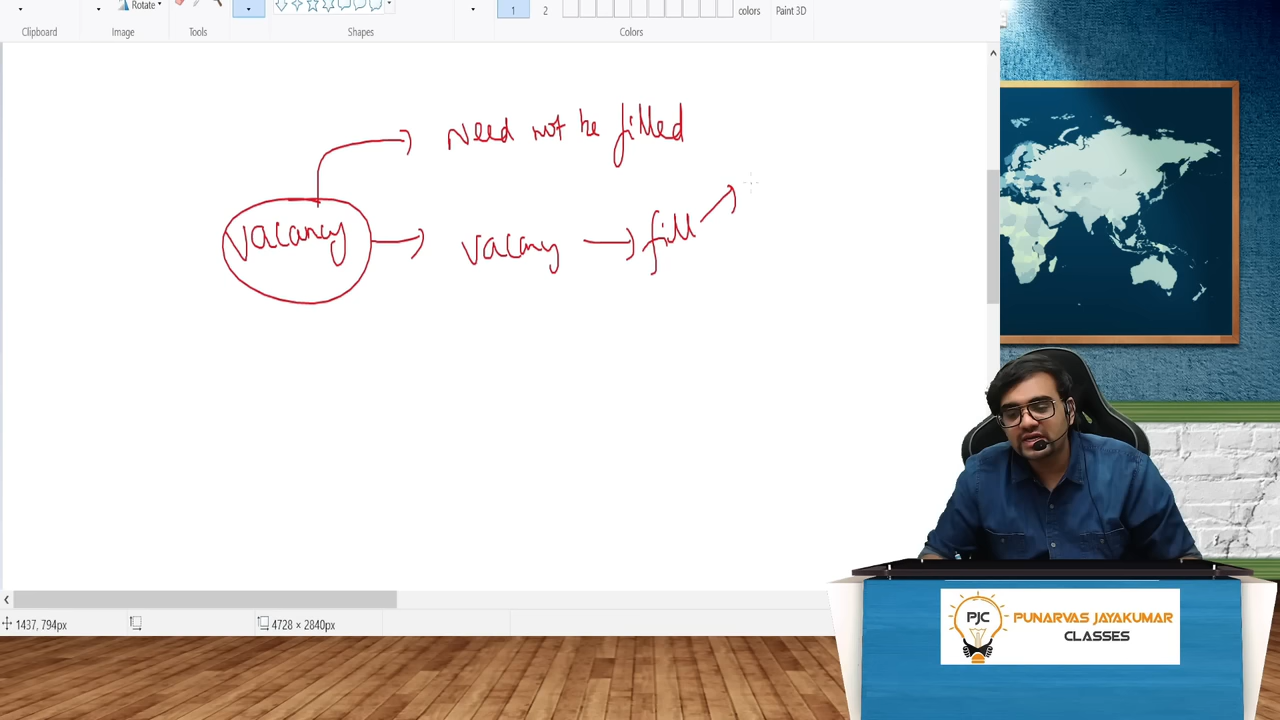 Rotate
1
2
colors
Paint 3D
Clipboard
Image
Tools
Shapes
Colors
Need not be filled
Vacancy
Vacany
fill
1437, 794px
4728 × 2840px
PJC
PUNARVAS JAYAKUMAR
CLASSES